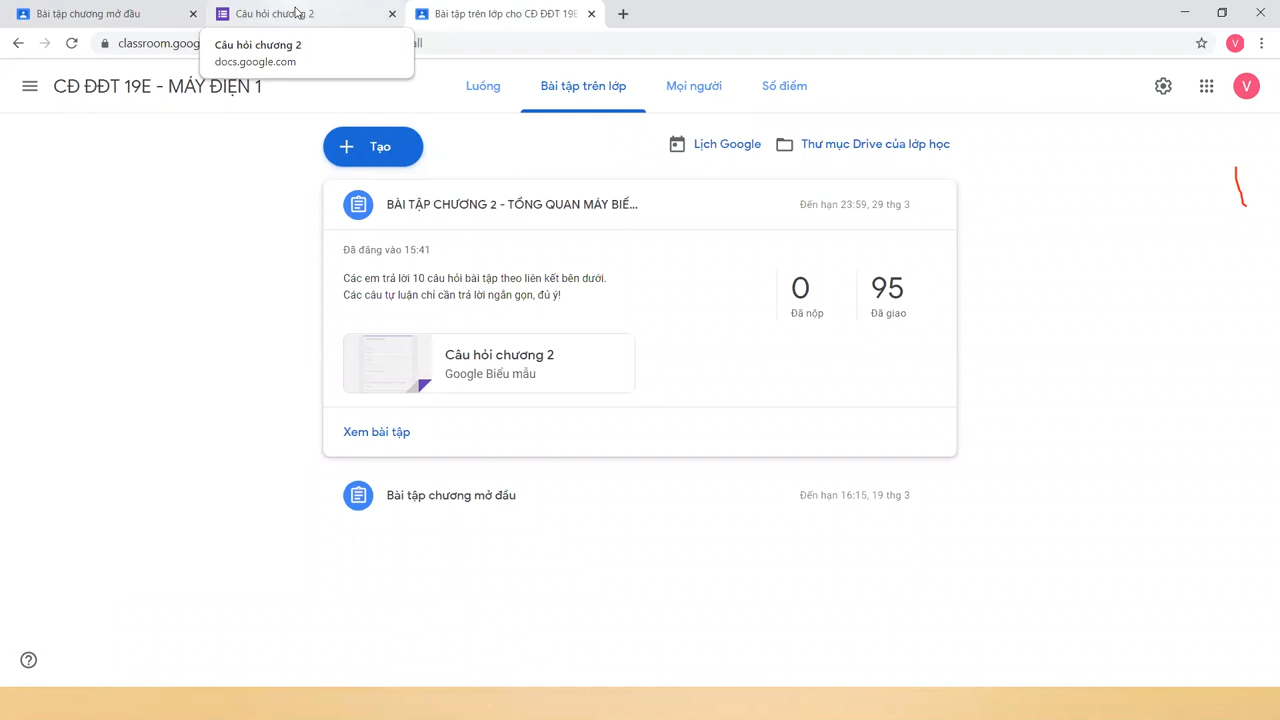 Bài tập chương mở đầu
Câu hỏi chương 2
Bài tập trên lớp cho CĐ ĐĐT 19E
classroom.goog
all
V
Câu hỏi chương 2
docs.google.com
CĐ ĐĐT 19E - MÁY ĐIỆN 1
Luồng
Bài tập trên lớp
Mọi người
Số điểm
V
Tạo
Lịch Google
Thư mục Drive của lớp học
BÀI TẬP CHƯƠNG 2 - TỔNG QUAN MÁY BIẾ...
Đến hạn 23:59, 29 thg 3
Đã đăng vào 15:41
Các em trả lời 10 câu hỏi bài tập theo liên kết bên dưới.
Các câu tự luận chỉ cần trả lời ngắn gọn, đủ ý!
0
Đã nộp
95
Đã giao
Câu hỏi chương 2
Google Biểu mẫu
Xem bài tập
Bài tập chương mở đầu
Đến hạn 16:15, 19 thg 3